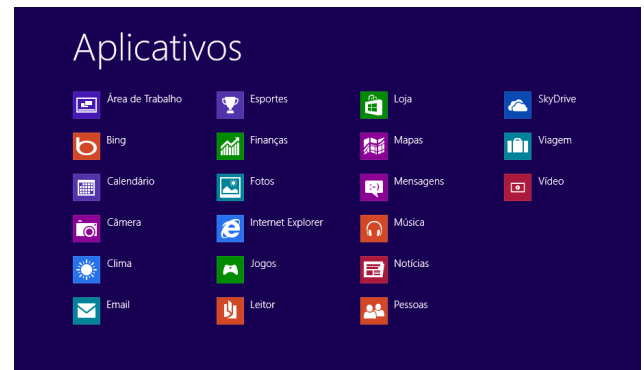 Aplicativos
Área de Trabalho
Bing
Calendário
Câmera
Clima
Email
Esportes
Finanças
Fotos
Internet Explorer
Jogos
Leitor
Loja
Mapas
Mensagens
Música
Notícias
Pessoas
SkyDrive
Viagem
Vídeo